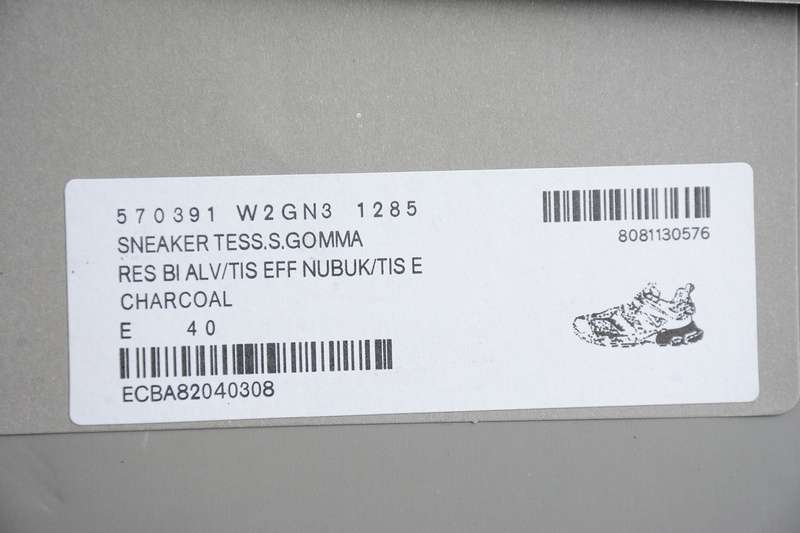 570391 W2GN3 1285
SNEAKER TESS.S.GOMMA
RES BI ALV/TIS EFF NUBUK/TIS E
CHARCOAL
E 40
ECBA82040308
8081130576